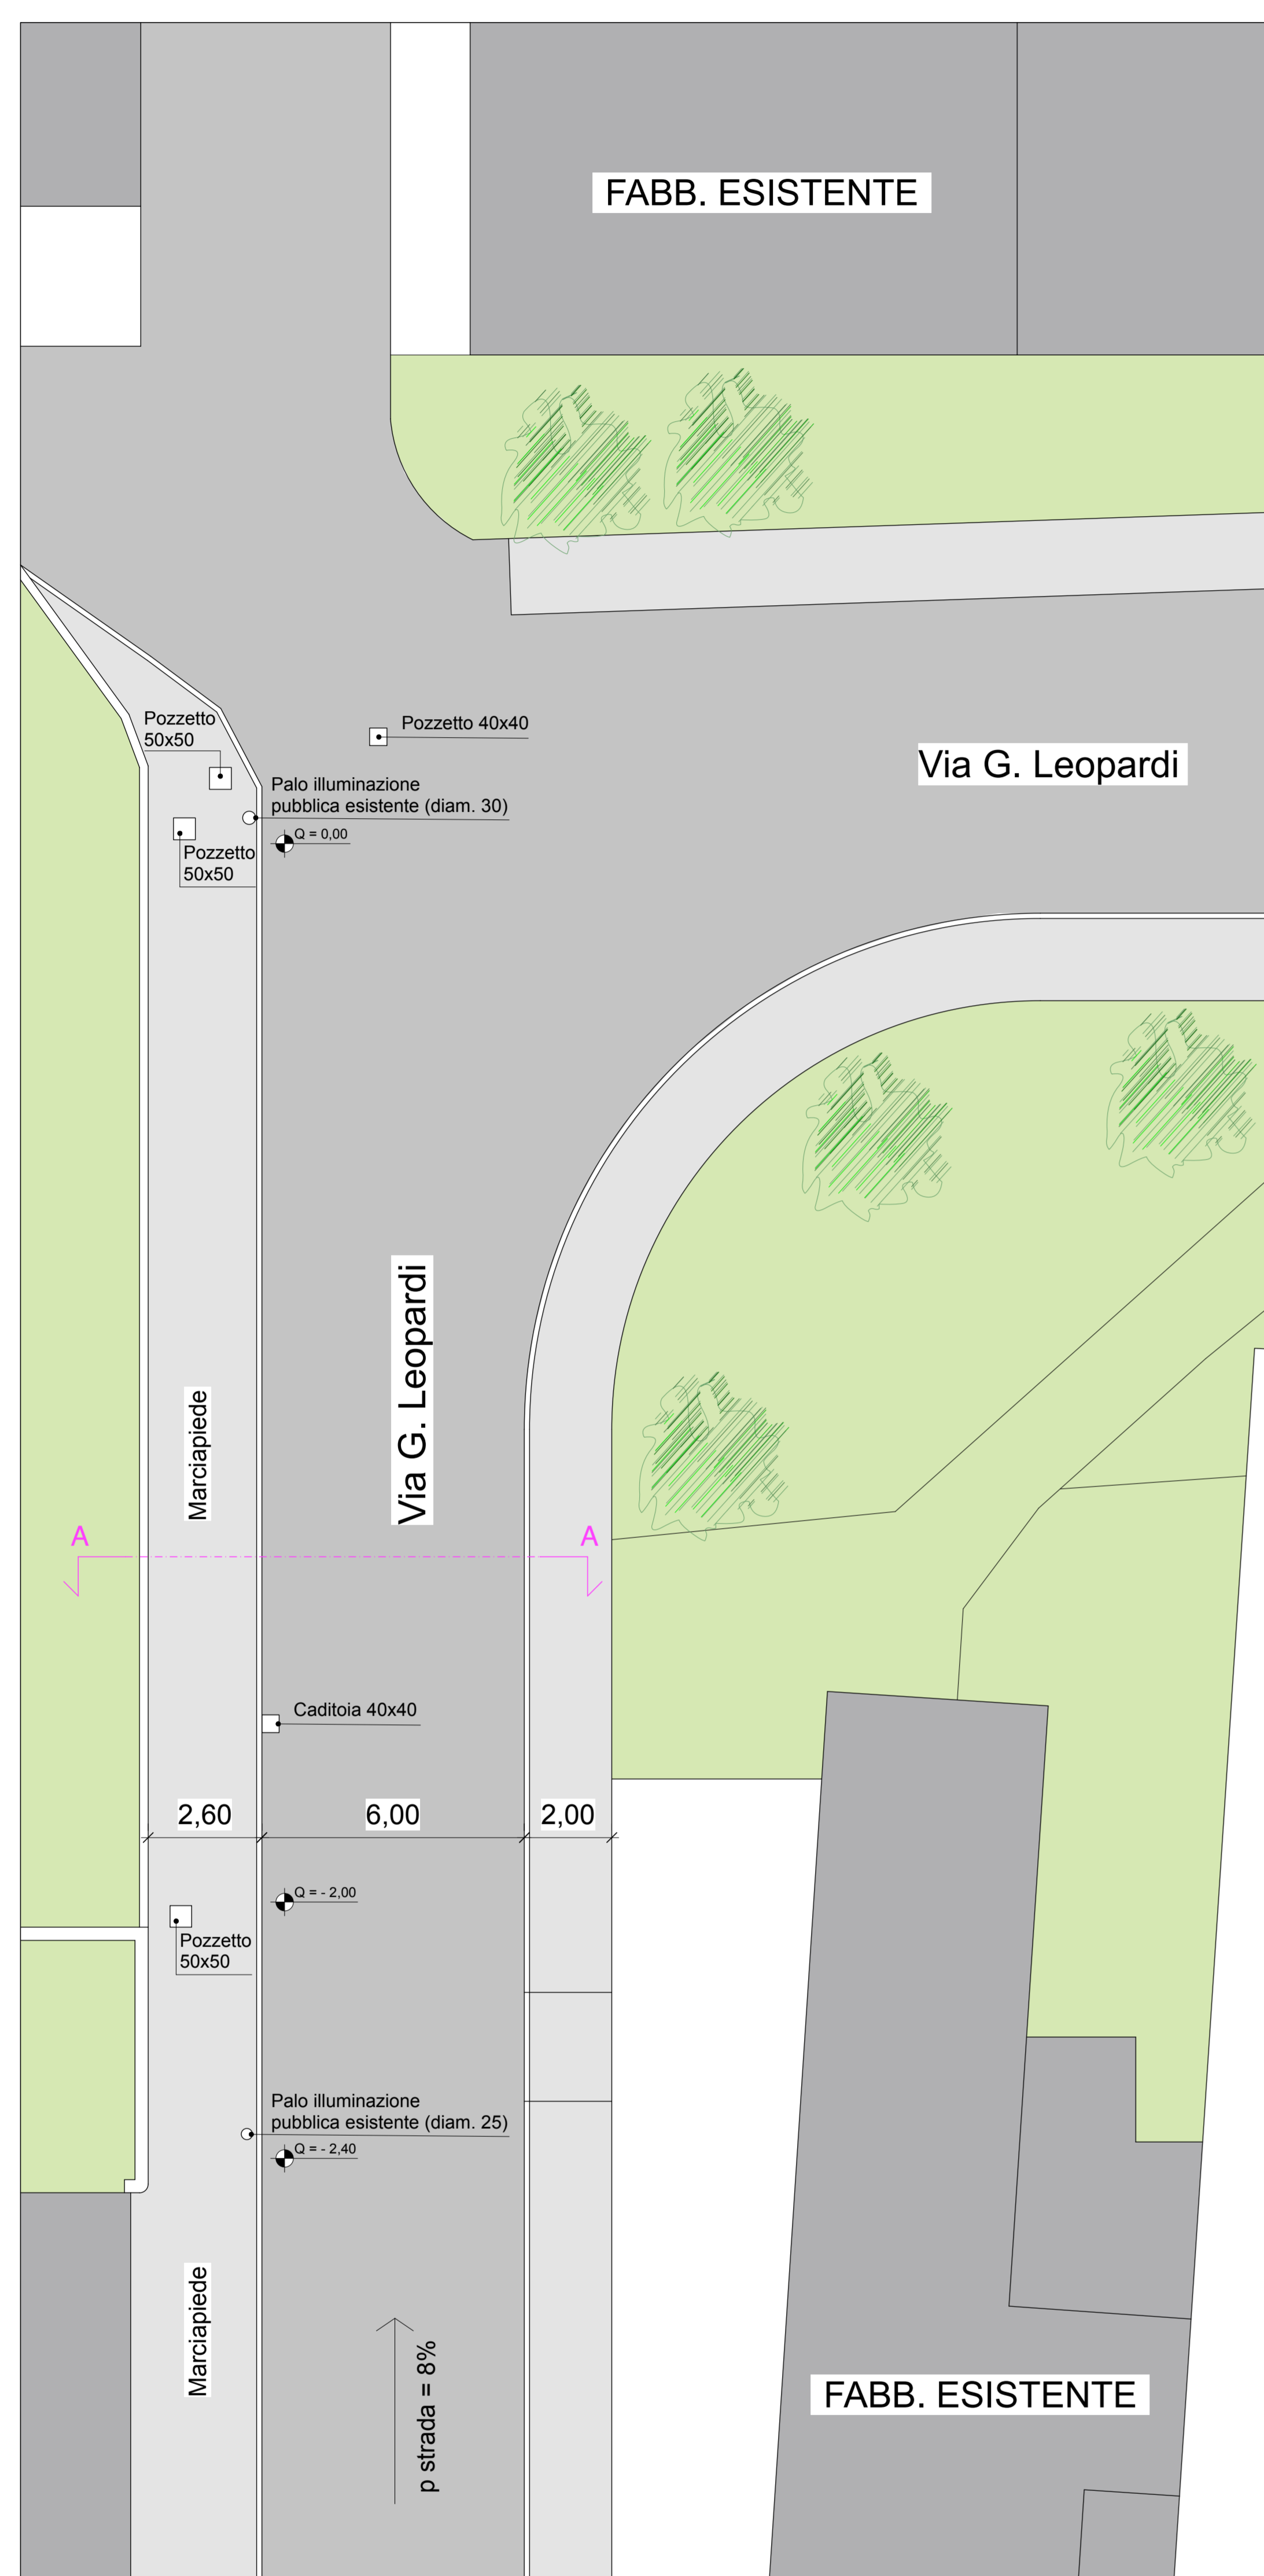 FABB. ESISTENTE
Pozzetto
50x50
Pozzetto 40x40
Via G. Leopardi
Palo illuminazione
pubblica esistente (diam. 30)
Q = 0,00
Pozzetto
50x50
Via G. Leopardi
Marciapiede
A
A
Caditoia 40x40
2,60
6,00
2,00
Q = - 2,00
Pozzetto
50x50
Palo illuminazione
pubblica esistente (diam. 25)
Q = - 2,40
Marciapiede
p strada = 8%
FABB. ESISTENTE